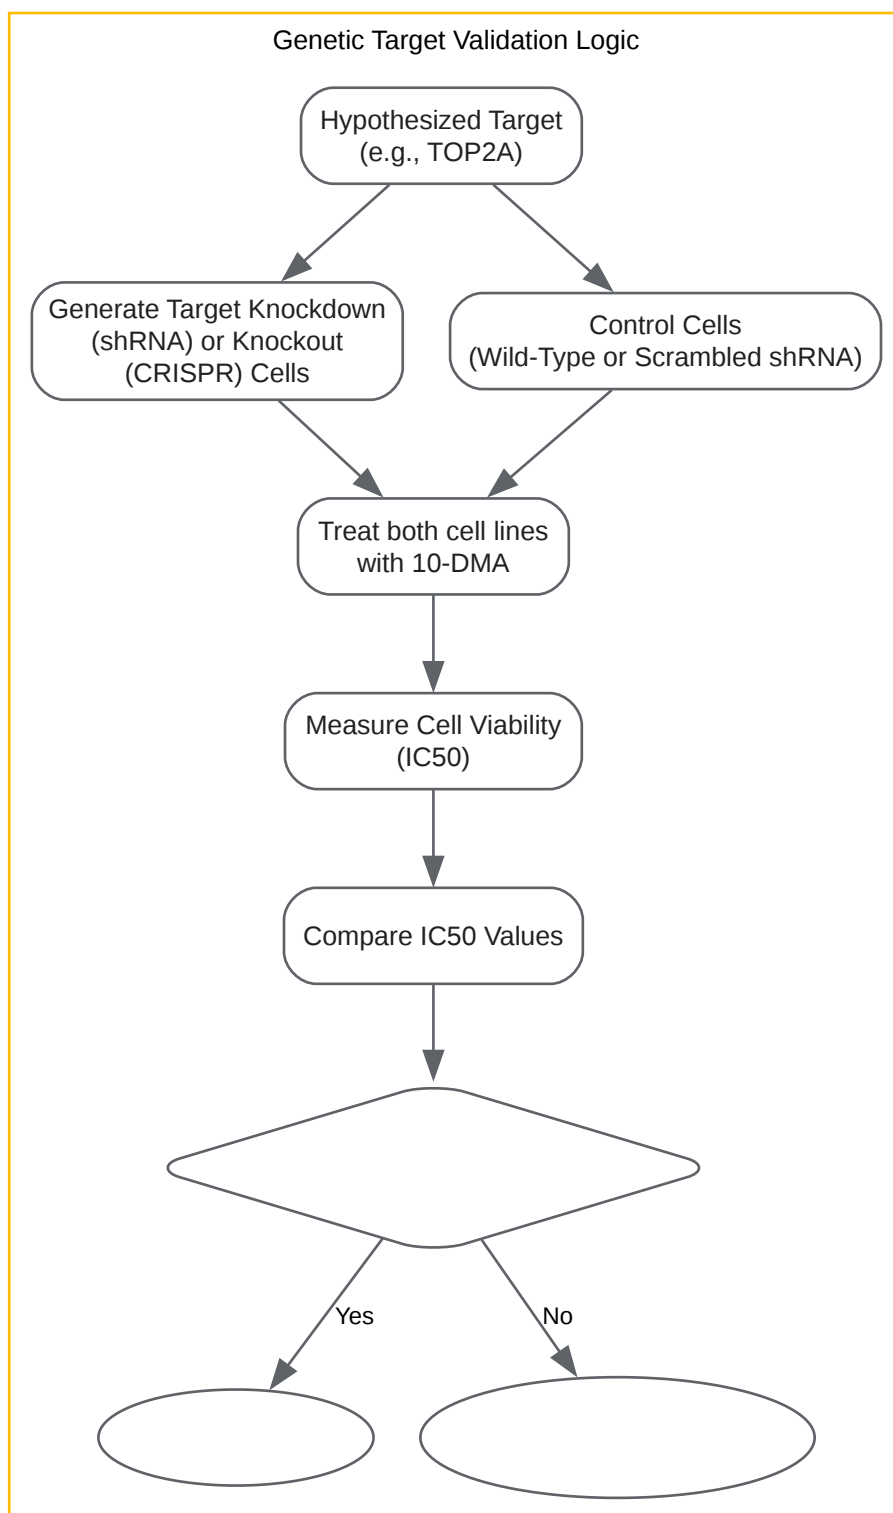 Genetic Target Validation Logic
Hypothesized Target
(e.g., TOP2A)
Generate Target Knockdown
(shRNA) or Knockout
(CRISPR) Cells
Control Cells
(Wild-Type or Scrambled shRNA)
Treat both cell lines
with 10-DMA
Measure Cell Viability
(IC50)
Compare IC50 Values
Yes
No